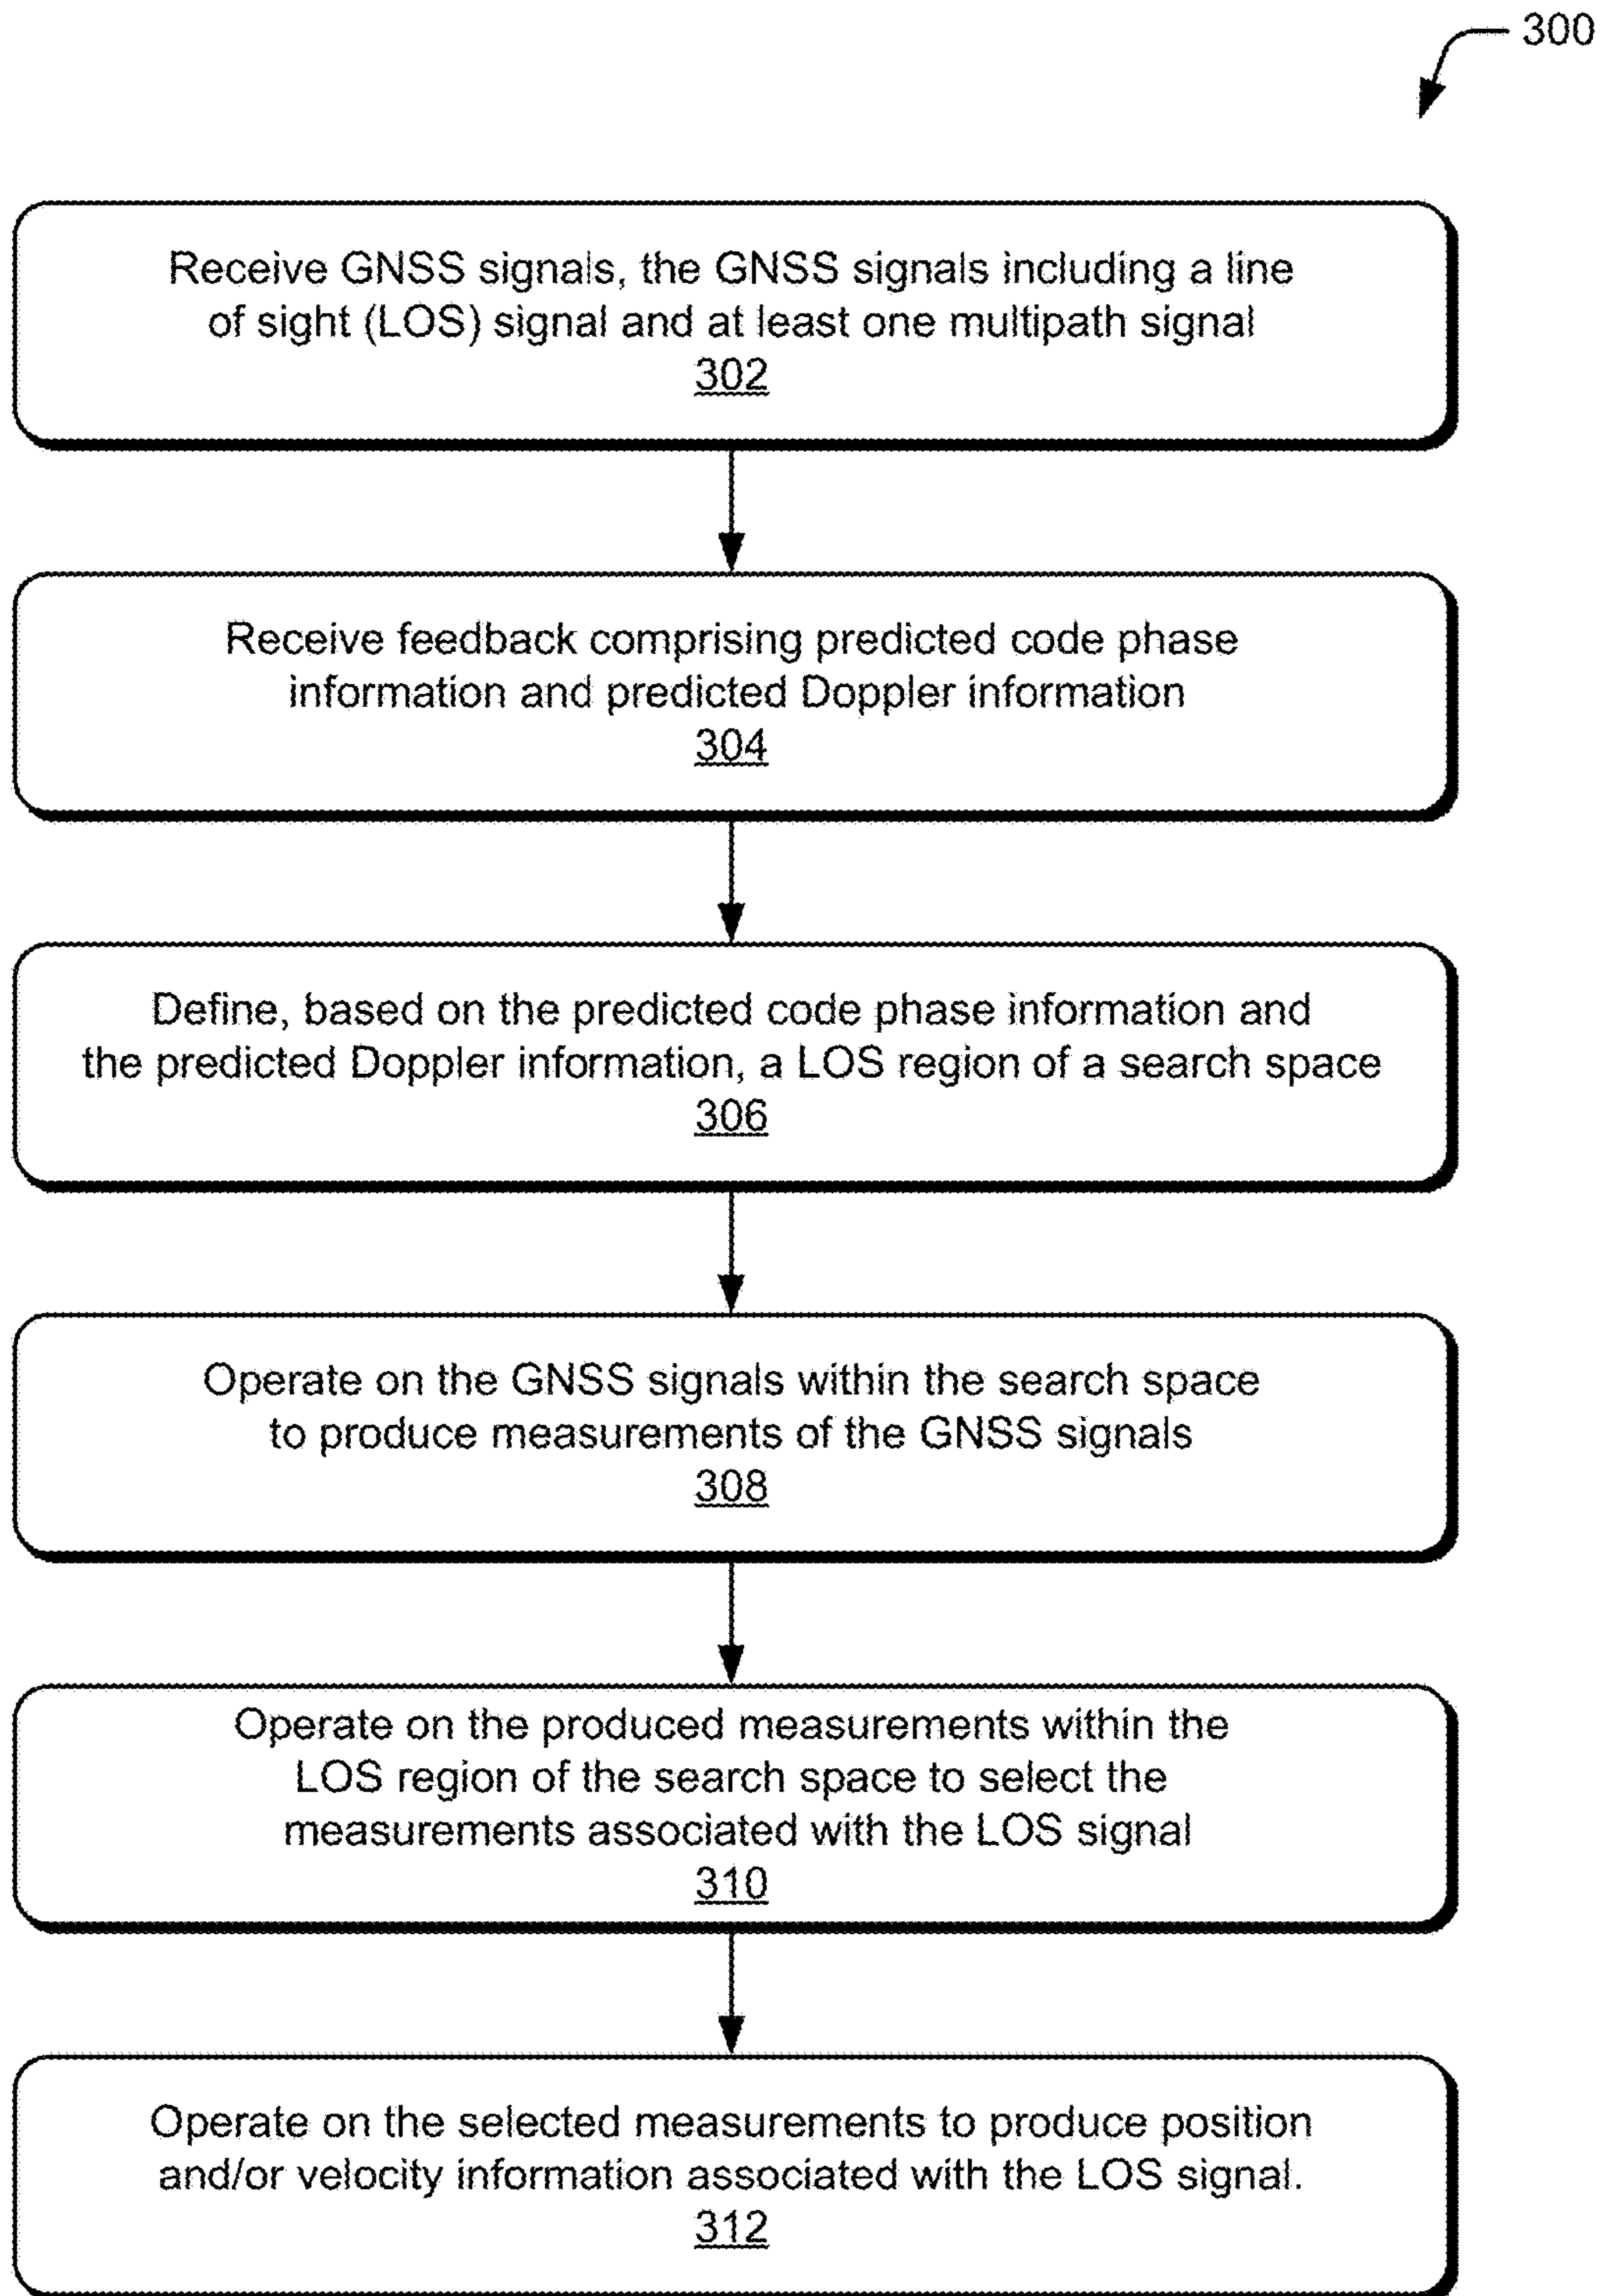 300
Receive GNSS signals, the GNSS signals including a line
of sight (LOS) signal and at least one multipath signal
302
Receive feedback comprising predicted code phase
information and predicted Doppler information
304
Define, based on the predicted code phase information and
the predicted Doppler information, a LOS region of a search space
306
Operate on the GNSS signals within the search space
to produce measurements of the GNSS signals
308
Operate on the produced measurements within the
LOS region of the search space to select the
measurements associated with the LOS signal
310
Operate on the selected measurements to produce position
and/or velocity information associated with the LOS signal.
312